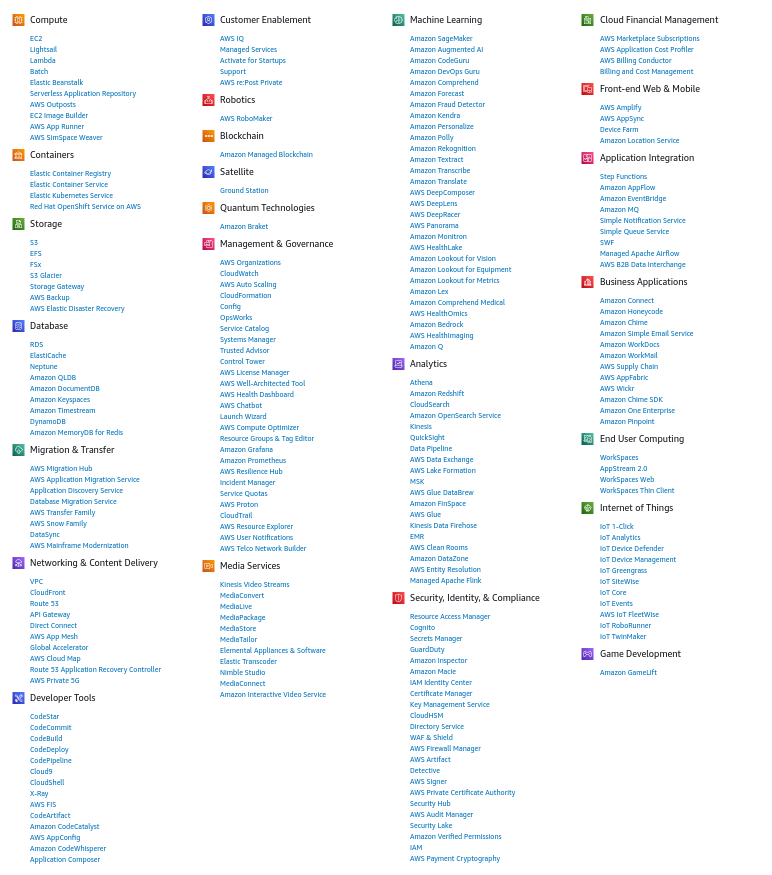 Compute
EC2
Lightsail
Lambda
Batch
Elastic Beanstalk
Serverless Application Repository
AWS Outposts
EC2 Image Builder
AWS App Runner
AWS SimSpace Weaver
Containers
Elastic Container Registry
Elastic Container Service
Elastic Kubernetes Service
Red Hat OpenShift Service on AWS
Storage
S3
EFS
FSx
S3 Glacier
Storage Gateway
AWS Backup
AWS Elastic Disaster Recovery
Database
RDS
ElastiCache
Neptune
Amazon QLDB
Amazon DocumentDB
Amazon Keyspaces
Amazon Timestream
DynamoDB
Amazon MemoryDB for Redis
Migration & Transfer
AWS Migration Hub
AWS Application Migration Service
Application Discovery Service
Database Migration Service
AWS Transfer Family
AWS Snow Family
DataSync
AWS Mainframe Modernization
Networking & Content Delivery
VPC
CloudFront
Route 53
API Gateway
Direct Connect
AWS App Mesh
Global Accelerator
AWS Cloud Map
Route 53 Application Recovery Controller
AWS Private 5G
Developer Tools
CodeStar
CodeCommit
CodeBuild
CodeDeploy
CodePipeline
Cloud9
CloudShell
X-Ray
AWS FIS
CodeArtifact
Amazon CodeCatalyst
AWS AppConfig
Amazon CodeWhisperer
Application Composer
Customer Enablement
AWS IQ
Managed Services
Activate for Startups
Support
AWS re:Post Private
Robotics
AWS RoboMaker
Blockchain
Amazon Managed Blockchain
Satellite
Ground Station
Quantum Technologies
Amazon Braket
Management & Governance
AWS Organizations
CloudWatch
AWS Auto Scaling
CloudFormation
Config
OpsWorks
Service Catalog
Systems Manager
Trusted Advisor
Control Tower
AWS License Manager
AWS Well-Architected Tool
AWS Health Dashboard
AWS Chatbot
Launch Wizard
AWS Compute Optimizer
Resource Groups & Tag Editor
Amazon Grafana
Amazon Prometheus
AWS Resilience Hub
Incident Manager
Service Quotas
AWS Proton
CloudTrail
AWS Resource Explorer
AWS User Notifications
AWS Telco Network Builder
Media Services
Kinesis Video Streams
MediaConvert
MediaLive
MediaPackage
MediaStore
MediaTailor
Elemental Appliances & Software
Elastic Transcoder
Nimble Studio
MediaConnect
Amazon Interactive Video Service
Machine Learning
Amazon SageMaker
Amazon Augmented AI
Amazon CodeGuru
Amazon DevOps Guru
Amazon Comprehend
Amazon Forecast
Amazon Fraud Detector
Amazon Kendra
Amazon Personalize
Amazon Polly
Amazon Rekognition
Amazon Textract
Amazon Transcribe
Amazon Translate
AWS DeepComposer
AWS DeepLens
AWS DeepRacer
AWS Panorama
Amazon Monitron
AWS HealthLake
Amazon Lookout for Vision
Amazon Lookout for Equipment
Amazon Lookout for Metrics
Amazon Lex
Amazon Comprehend Medical
AWS HealthOmics
Amazon Bedrock
AWS HealthImaging
Amazon Q
Analytics
Athena
Amazon Redshift
CloudSearch
Amazon OpenSearch Service
Kinesis
QuickSight
Data Pipeline
AWS Data Exchange
AWS Lake Formation
MSK
AWS Glue DataBrew
Amazon FinSpace
AWS Glue
Kinesis Data Firehose
EMR
AWS Clean Rooms
Amazon DataZone
AWS Entity Resolution
Managed Apache Flink
Security, Identity, & Compliance
Resource Access Manager
Cognito
Secrets Manager
GuardDuty
Amazon Inspector
Amazon Macie
IAM Identity Center
Certificate Manager
Key Management Service
CloudHSM
Directory Service
WAF & Shield
AWS Firewall Manager
AWS Artifact
Detective
AWS Signer
AWS Private Certificate Authority
Security Hub
AWS Audit Manager
Security Lake
Amazon Verified Permissions
IAM
AWS Payment Cryptography
Cloud Financial Management
AWS Marketplace Subscriptions
AWS Application Cost Profiler
AWS Billing Conductor
Billing and Cost Management
Front-end Web & Mobile
AWS Amplify
AWS AppSync
Device Farm
Amazon Location Service
Application Integration
Step Functions
Amazon AppFlow
Amazon EventBridge
Amazon MQ
Simple Notification Service
Simple Queue Service
SWF
Managed Apache Airflow
AWS B2B Data Interchange
Business Applications
Amazon Connect
Amazon Honeycode
Amazon Chime
Amazon Simple Email Service
Amazon WorkDocs
Amazon WorkMail
AWS Supply Chain
AWS AppFabric
AWS Wickr
Amazon Chime SDK
Amazon One Enterprise
Amazon Pinpoint
End User Computing
WorkSpaces
AppStream 2.0
WorkSpaces Web
WorkSpaces Thin Client
Internet of Things
IoT 1-Click
IoT Analytics
IoT Device Defender
IoT Device Management
IoT Greengrass
IoT SiteWise
IoT Core
IoT Events
AWS IoT FleetWise
IoT RoboRunner
IoT TwinMaker
Game Development
Amazon GameLift